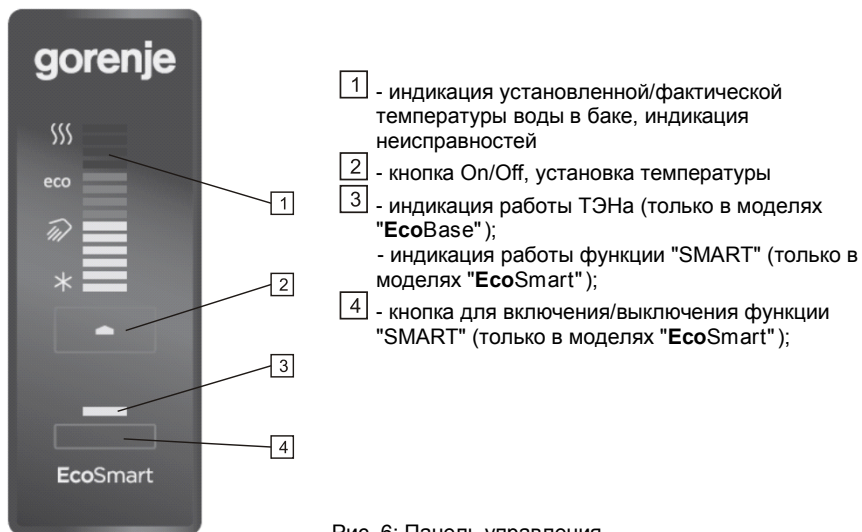 gorenje
eco
EcoSmart
1
2
3
4
1 - индикация установленной/фактической
температуры воды в баке, индикация
неисправностей
2 - кнопка On/Off, установка температуры
3 - индикация работы ТЭНа (только в моделях
"EcoBase");
- индикация работы функции "SMART" (только в
моделях "EcoSmart");
4 - кнопка для включения/выключения функции
"SMART" (только в моделях "EcoSmart");
Рис. 6: Панель управления